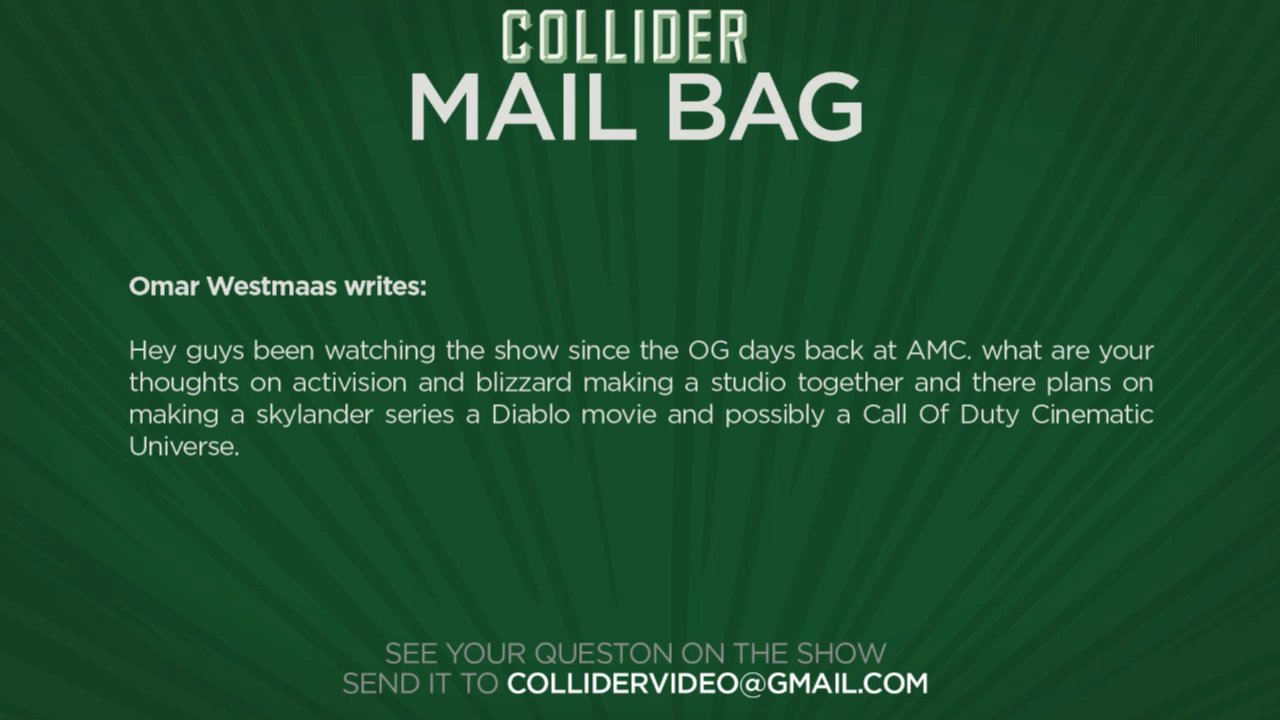 COLLIDER
MAIL BAG
Omar Westmaas writes:
Hey guys been watching the show since the OG days back at AMC. what are your
thoughts on activision and blizzard making a studio together and there plans on
making a skylander series a Diablo movie and possibly a Call Of Duty Cinematic
Universe.
SEE YOUR QUESTON ON THE SHOW
SEND IT TO COLLIDERVIDEO@GMAIL.COM